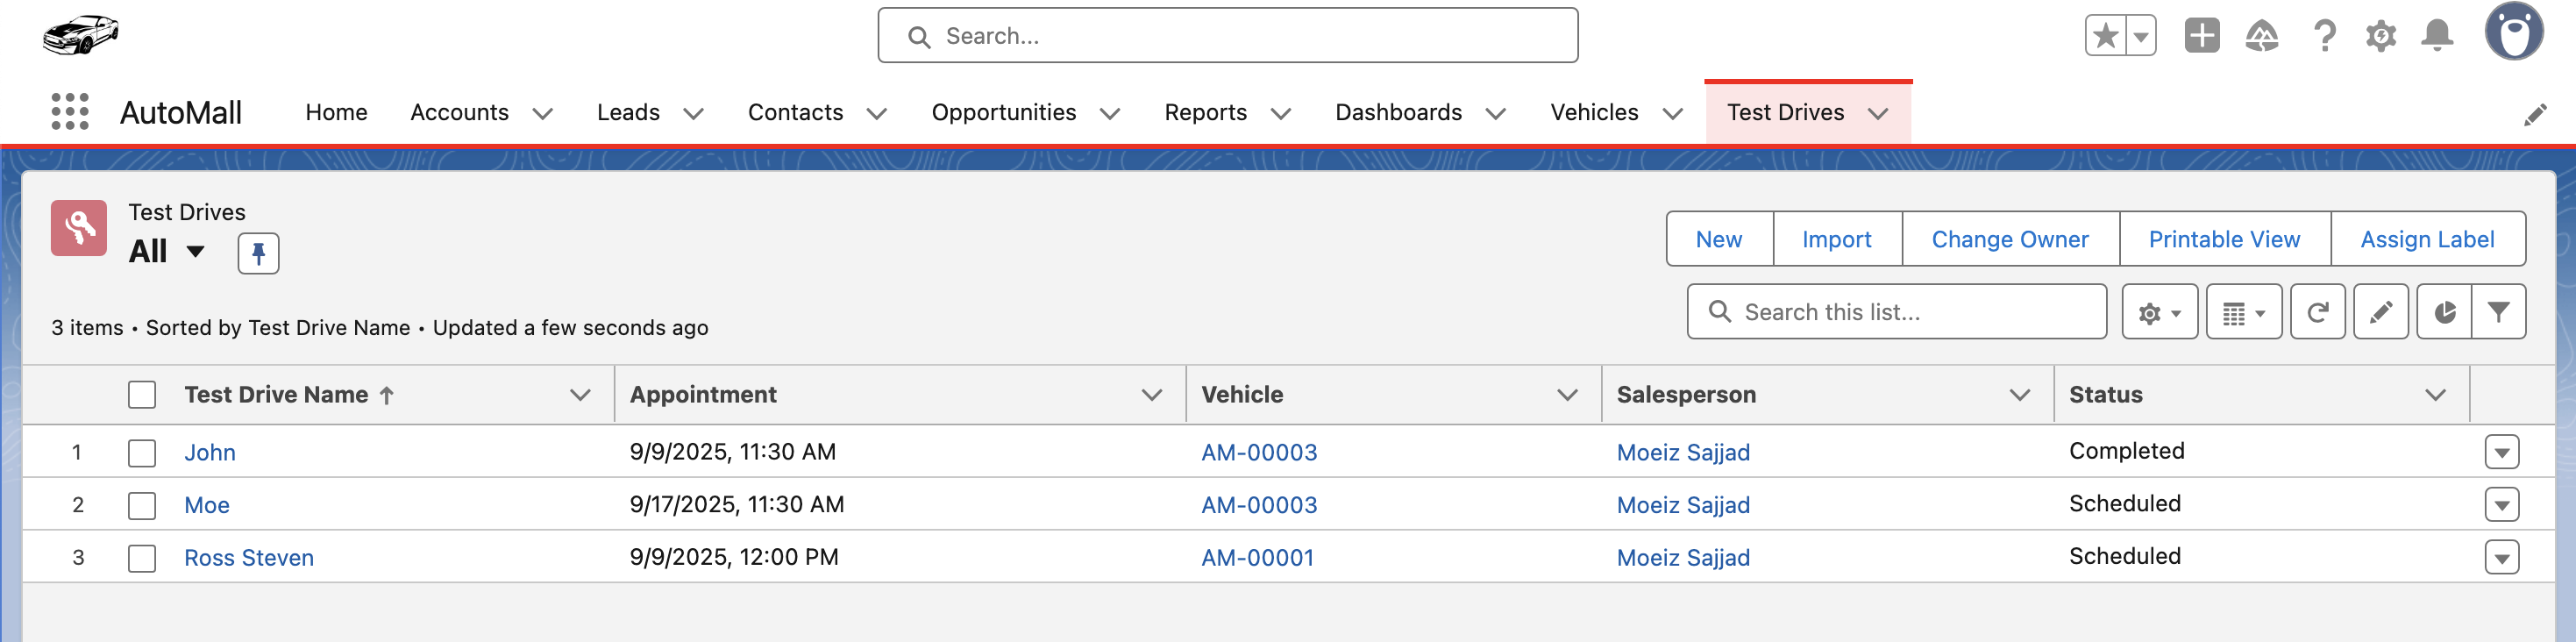 Search...
AutoMall Home Accounts Leads Contacts Opportunities Reports Dashboards Vehicles Test Drives
Test Drives
All
New Import Change Owner Printable View Assign Label
3 items • Sorted by Test Drive Name • Updated a few seconds ago
Search this list...
Test Drive Name ↑ Appointment Vehicle Salesperson Status
1 John 9/9/2025, 11:30 AM AM-00003 Moeiz Sajjad Completed
2 Moe 9/17/2025, 11:30 AM AM-00003 Moeiz Sajjad Scheduled
3 Ross Steven 9/9/2025, 12:00 PM AM-00001 Moeiz Sajjad Scheduled